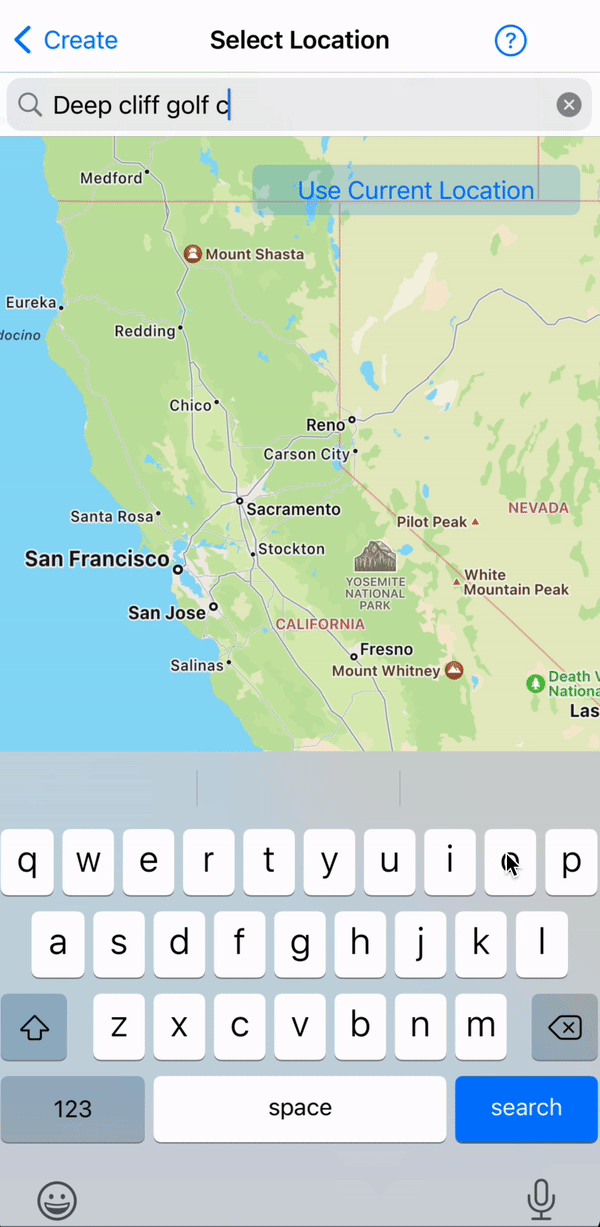 Create
Select Location
?
Deep cliff golf c
Use Current Location
Medford
Mount Shasta
Eureka
docino
Redding
Chico
Reno
Carson City
Sacramento
Santa Rosa
Pilot Peak
NEVADA
San Francisco
Stockton
YOSEMITE
NATIONAL
PARK
White
Mountain Peak
San Jose
CALIFORNIA
Fresno
Salinas
Mount Whitney
Death V
Nationa
Las
q w e r t y u i o p
a s d f g h j k l
z x c v b n m
123 space search